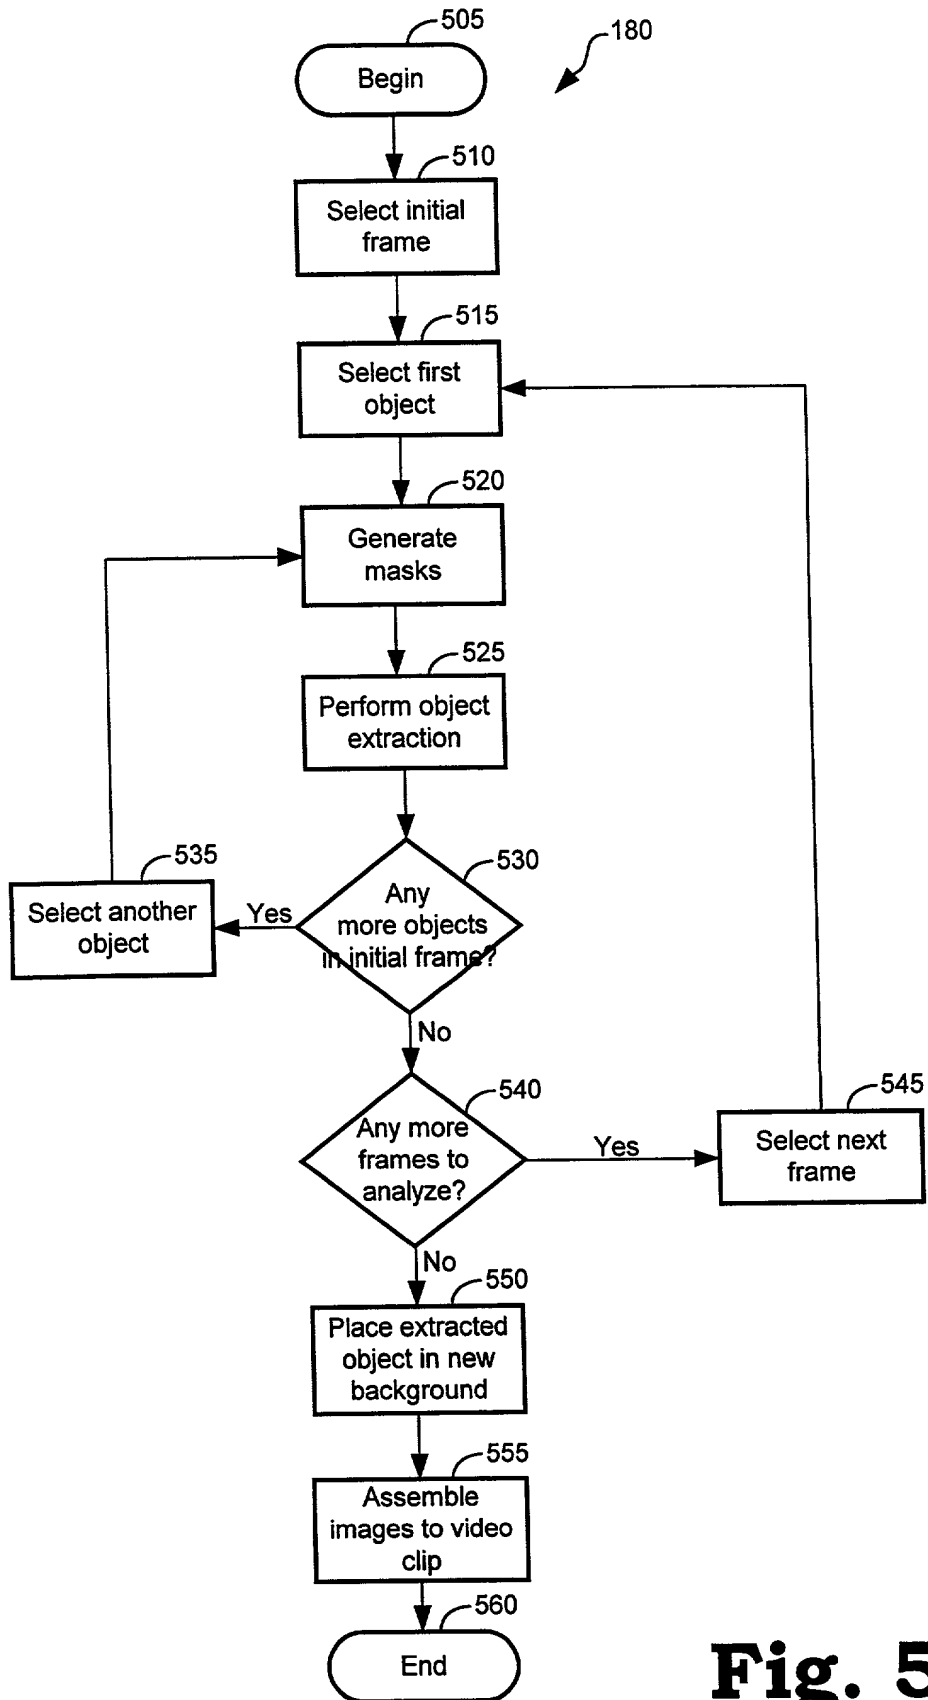 505
180
Begin
510
Select initial
frame
515
Select first
object
520
Generate
masks
525
Perform object
extraction
530
Any
more objects
in initial frame?
Yes
535
Select another
object
No
540
Any more
frames to
analyze?
Yes
545
Select next
frame
No
550
Place extracted
object in new
background
555
Assemble
images to video
clip
560
End
Fig. 5